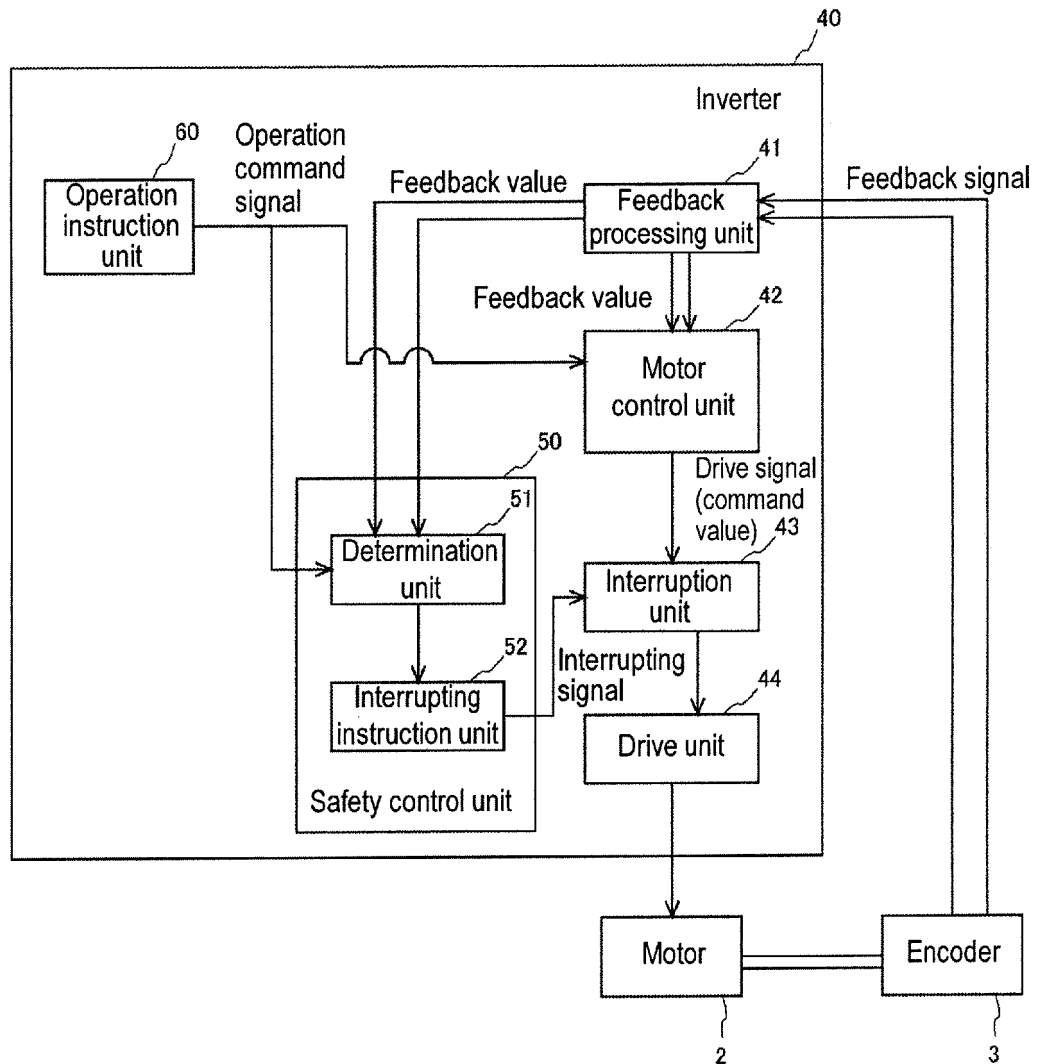 40
Inverter
60
Operation
command
signal
41
Feedback value
Feedback signal
Operation
instruction
unit
Feedback
processing unit
Feedback value
42
Motor
control unit
50
Drive signal
(command
value)
51
43
Determination
unit
Interruption
unit
52
Interrupting
signal
44
Interrupting
instruction unit
Drive unit
Safety control unit
Motor
Encoder
2
3